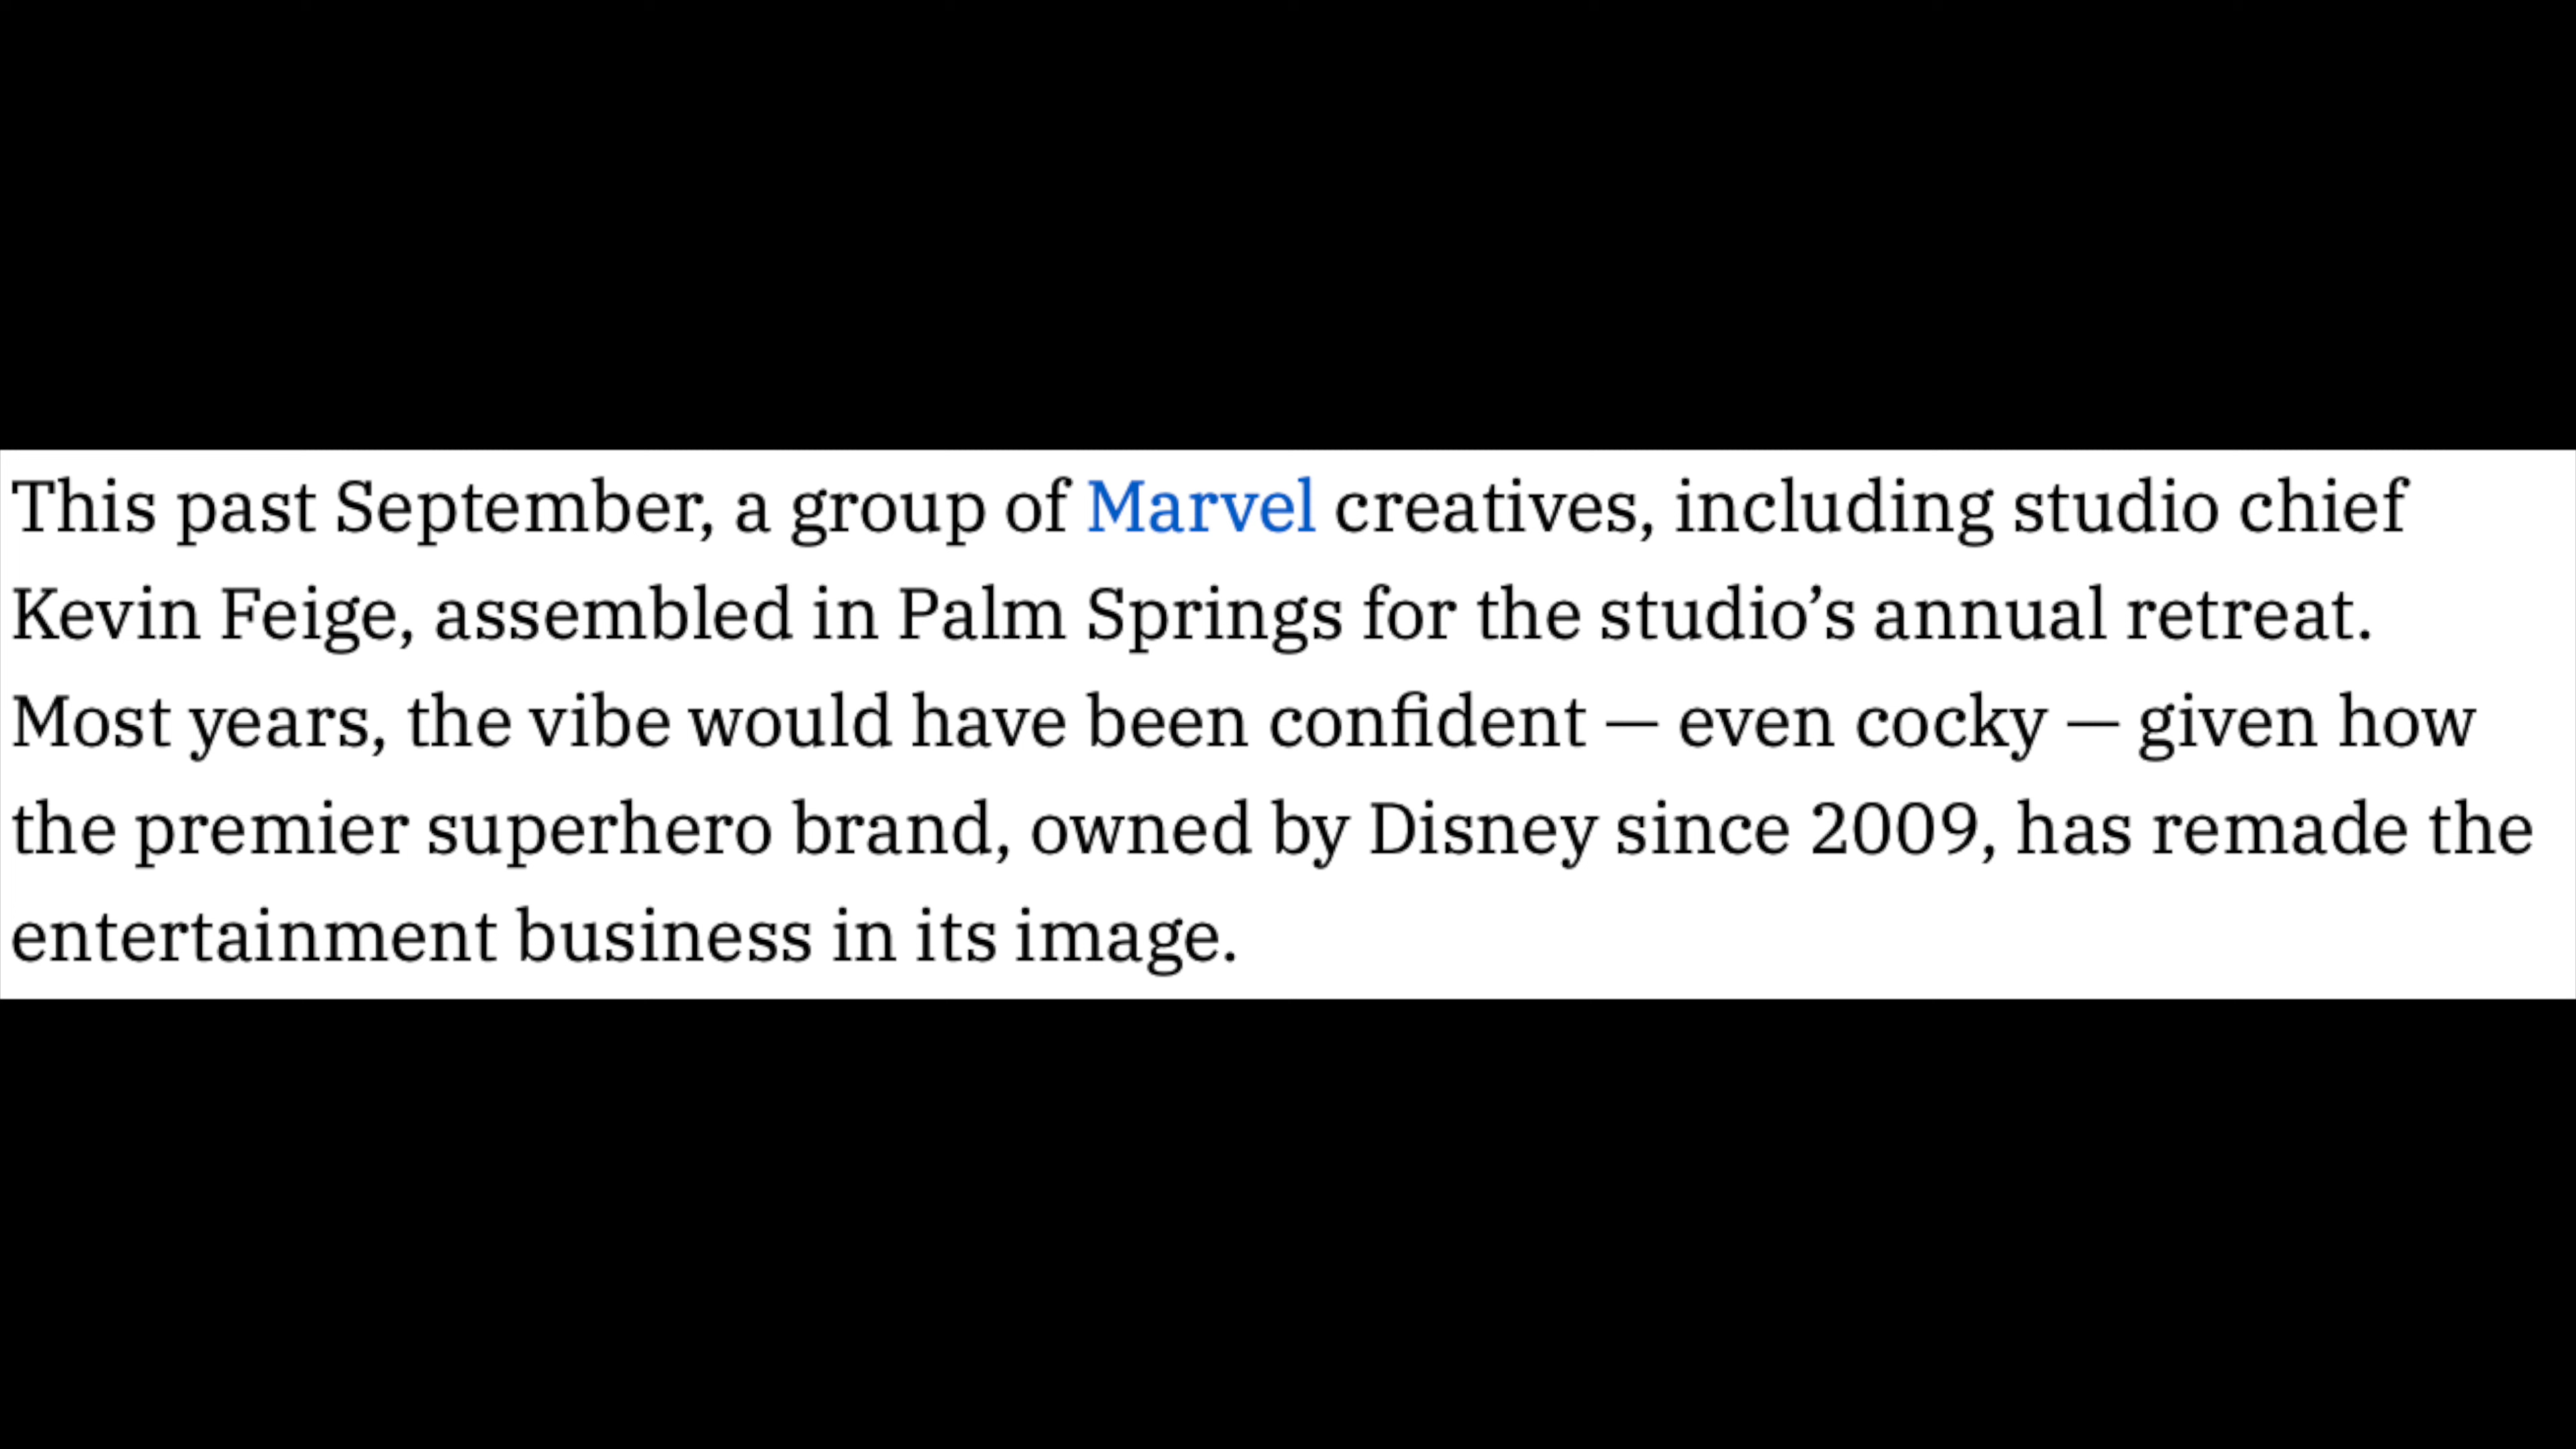 This past September, a group of Marvel creatives, including studio chief
Kevin Feige, assembled in Palm Springs for the studio’s annual retreat.
Most years, the vibe would have been confident — even cocky — given how
the premier superhero brand, owned by Disney since 2009, has remade the
entertainment business in its image.